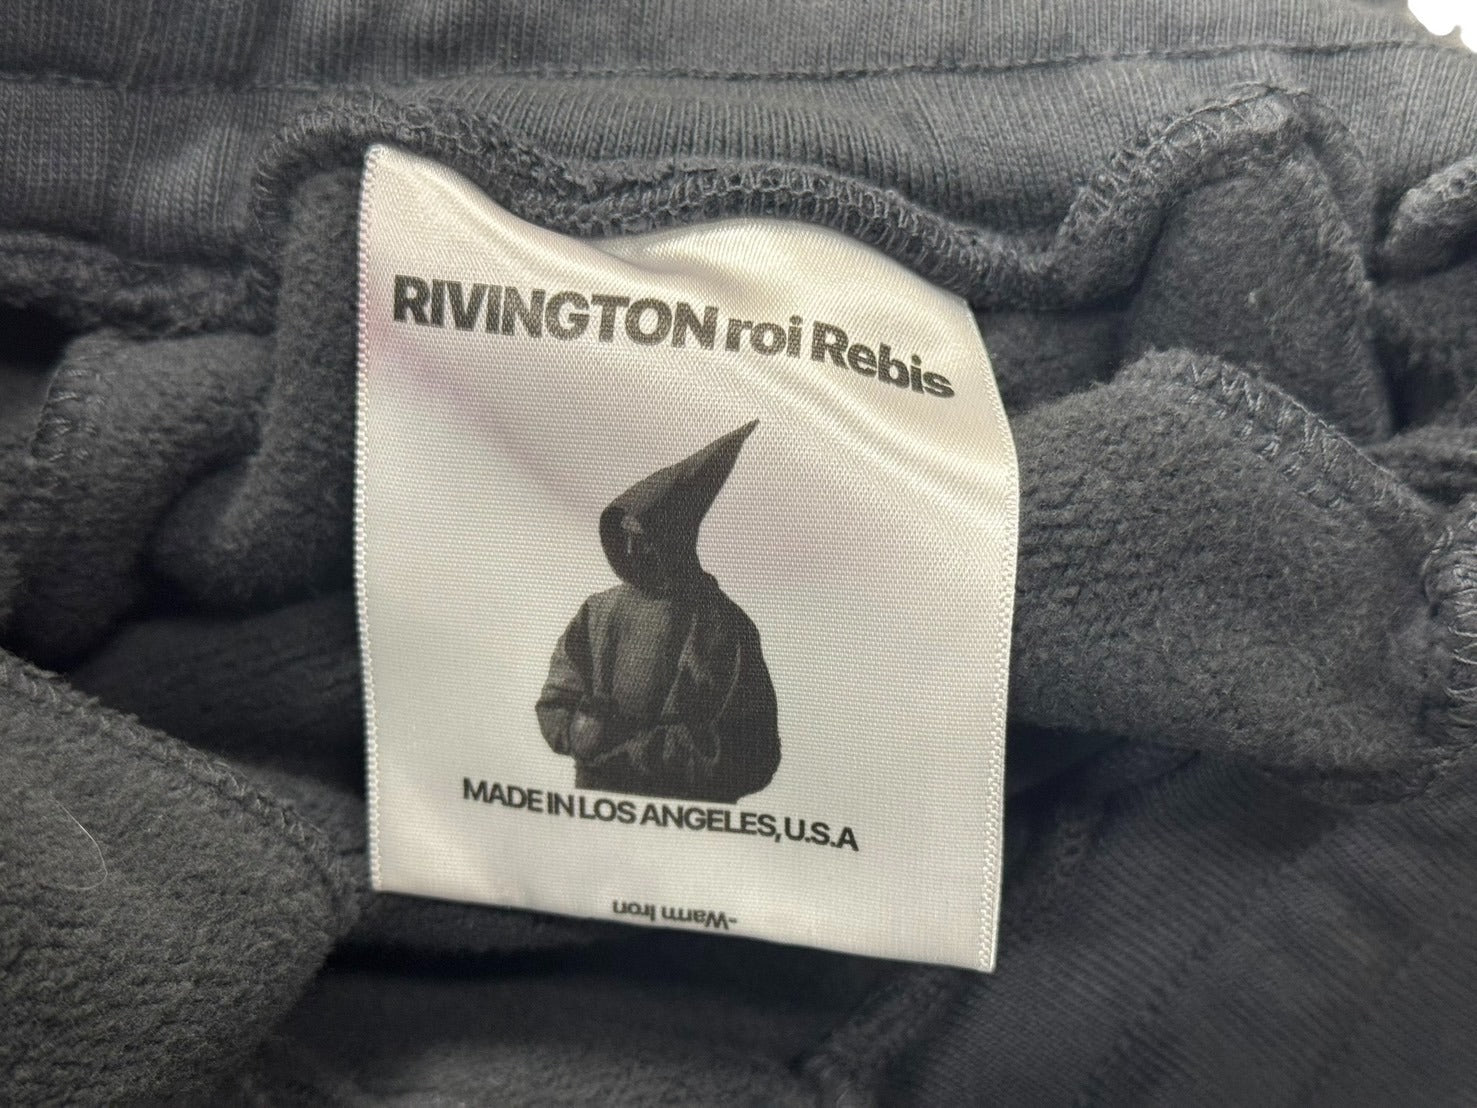 RIVINGTON roi Rebis
MADE IN LOS ANGELES, U.S.A
-Warm Iron